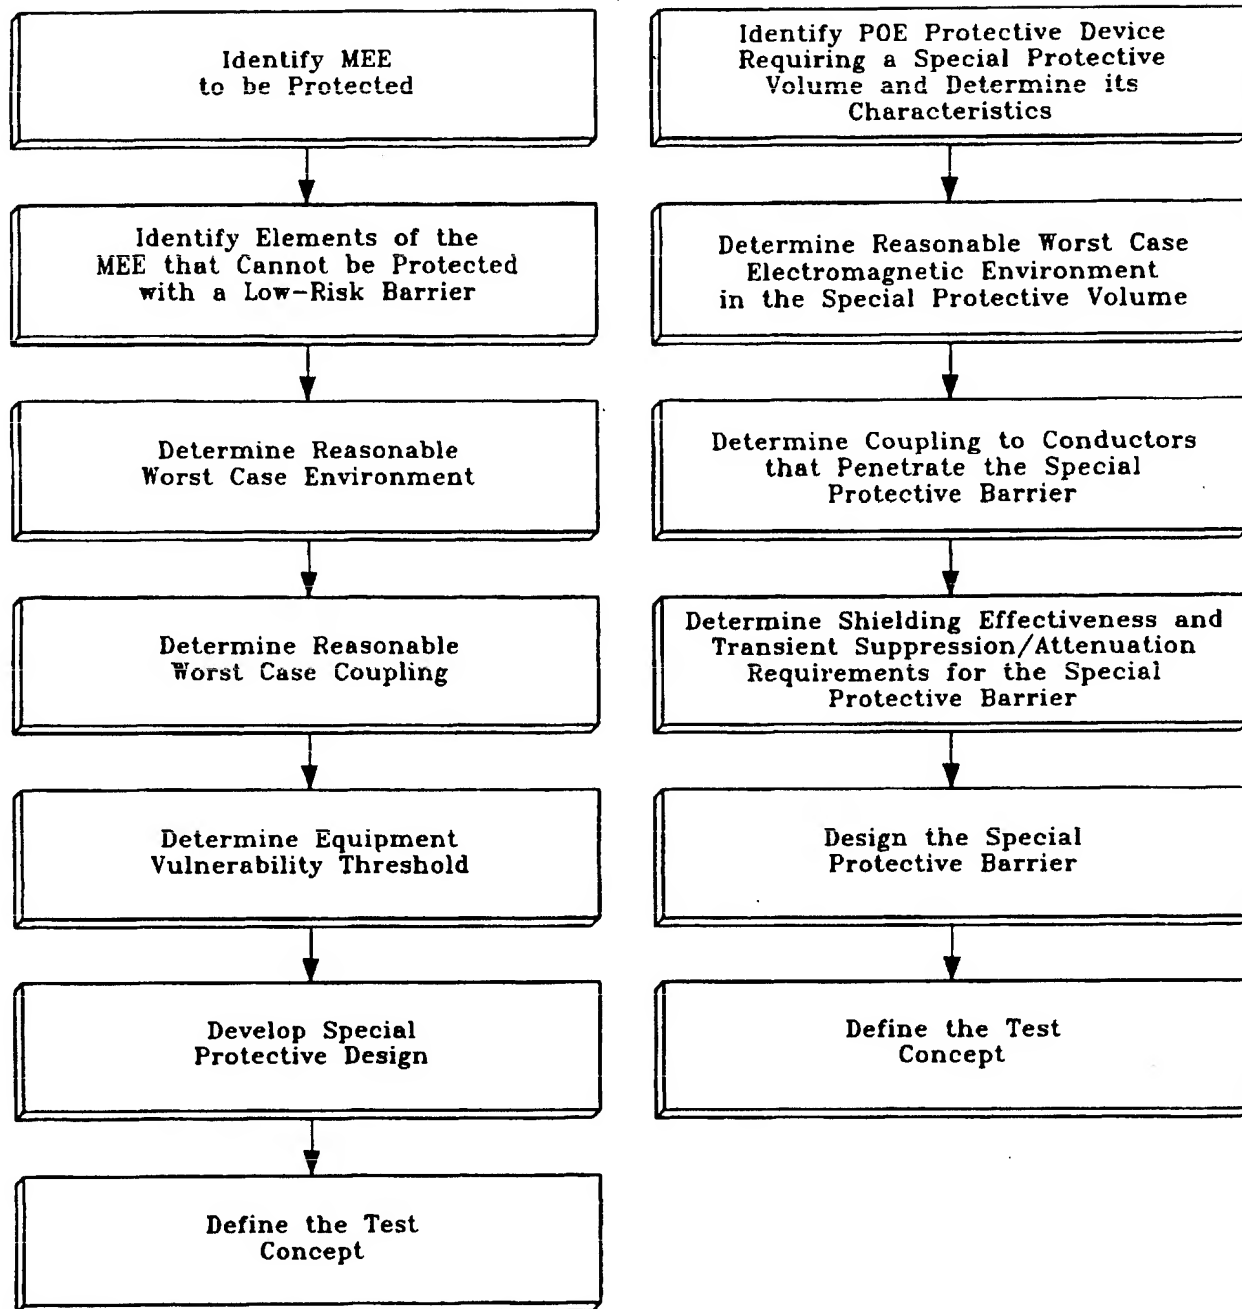 Identify MEE
to be Protected
Identify Elements of the
MEE that Cannot be Protected
with a Low-Risk Barrier
Determine Reasonable
Worst Case Environment
Determine Reasonable
Worst Case Coupling
Determine Equipment
Vulnerability Threshold
Develop Special
Protective Design
Define the Test
Concept
Identify POE Protective Device
Requiring a Special Protective
Volume and Determine its
Characteristics
Determine Reasonable Worst Case
Electromagnetic Environment
in the Special Protective Volume
Determine Coupling to Conductors
that Penetrate the Special
Protective Barrier
Determine Shielding Effectiveness and
Transient Suppression/Attenuation
Requirements for the Special
Protective Barrier
Design the Special
Protective Barrier
Define the Test
Concept